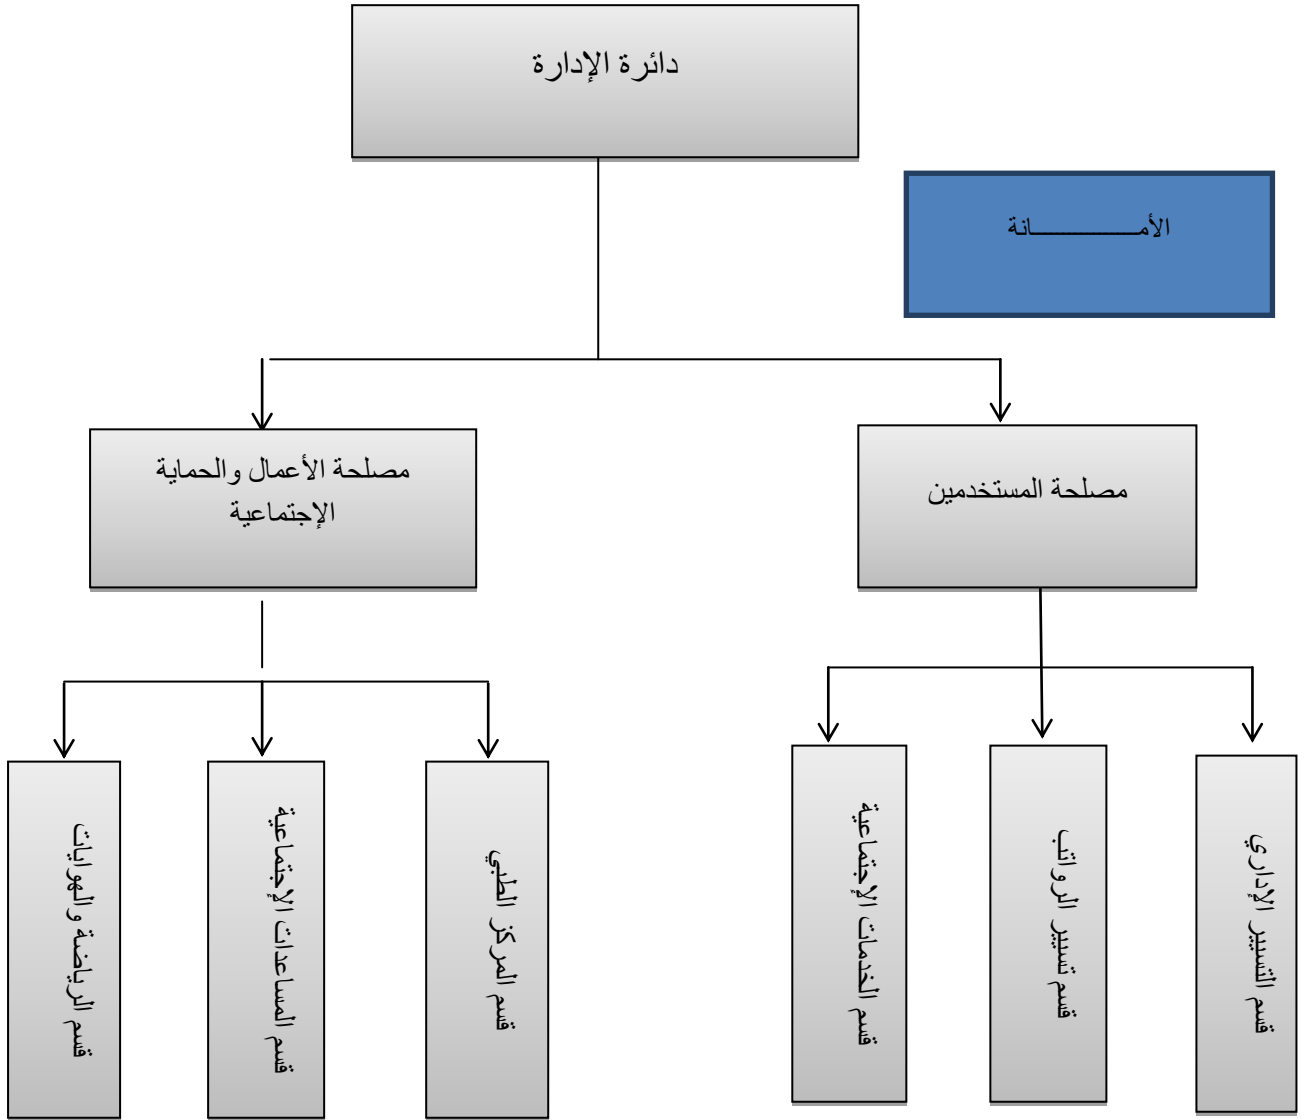 دائرة الإدارة
الأمـــــــــــــــانة
مصلحة المستخدمين
مصلحة الأعمال والحماية
الإجتماعية
قسم التسيير الإداري
قسم تسيير الرواتب
قسم الخدمات الإجتماعية
قسم المركز الطبي
قسم المساعدات الإجتماعية
قسم الرياضة والهوايات